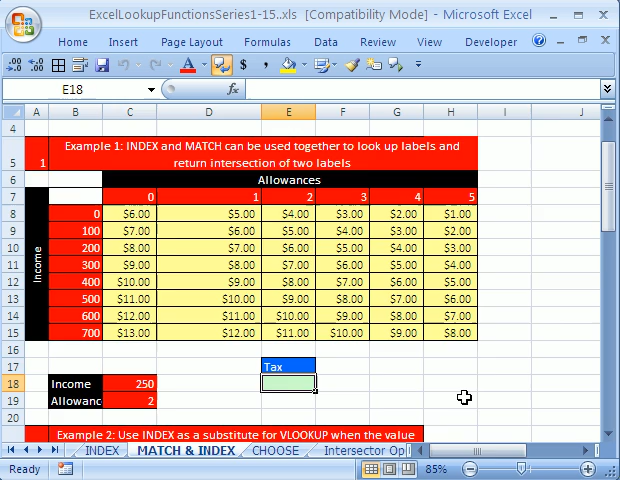 ExcelLookupFunctionsSeries1-15..xls [Compatibility Mode] - Microsoft Excel
Home Insert Page Layout Formulas Data Review View Developer
E18 fx
A B C D E F G H I J
4
5 1 Example 1: INDEX and MATCH can be used together to look up labels and
return intersection of two labels
6 Allowances
7 0 1 2 3 4 5
8 0 $6.00 $5.00 $4.00 $3.00 $2.00 $1.00
9 100 $7.00 $6.00 $5.00 $4.00 $3.00 $2.00
10 200 $8.00 $7.00 $6.00 $5.00 $4.00 $3.00
11 300 $9.00 $8.00 $7.00 $6.00 $5.00 $4.00
12 400 $10.00 $9.00 $8.00 $7.00 $6.00 $5.00
13 500 $11.00 $10.00 $9.00 $8.00 $7.00 $6.00
14 600 $12.00 $11.00 $10.00 $9.00 $8.00 $7.00
15 700 $13.00 $12.00 $11.00 $10.00 $9.00 $8.00
Income
16
17 Tax
18 Income 250
19 Allowanc 2
20
Example 2: Use INDEX as a substitute for VLOOKUP when the value
INDEX MATCH & INDEX CHOOSE Intersector Op
Ready 85%